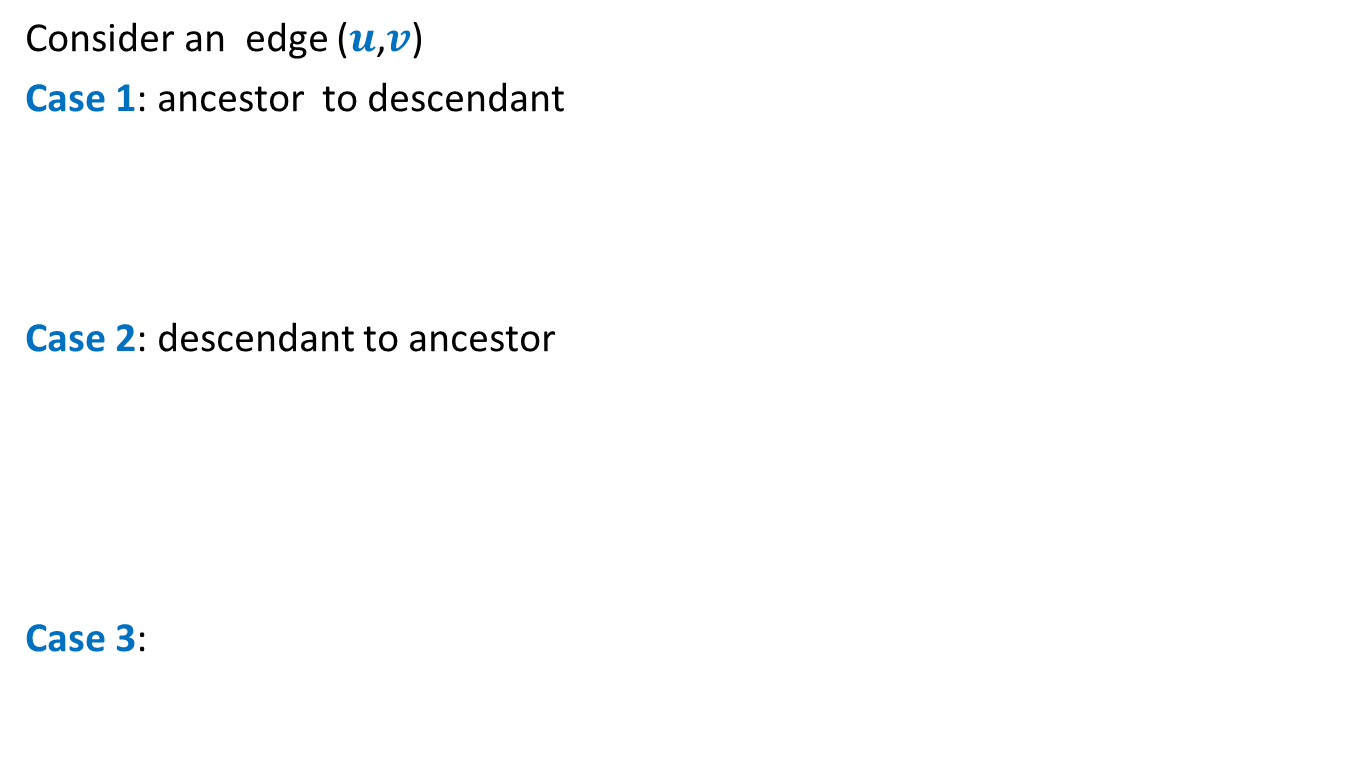 Consider an edge (u,v)
Case 1: ancestor to descendant
Case 2: descendant to ancestor
Case 3: